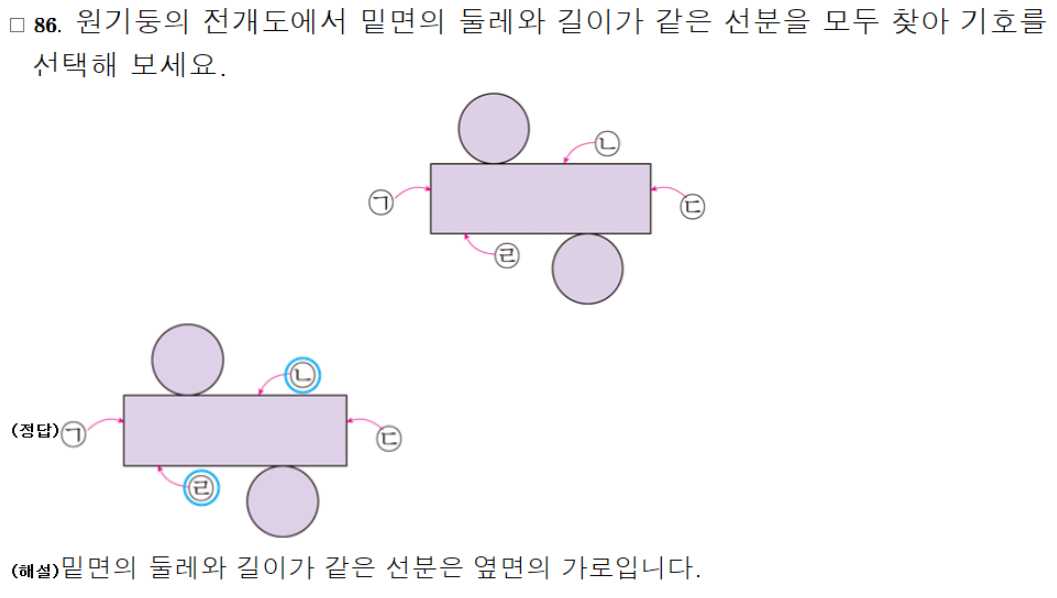 □ 86. 원기둥의 전개도에서 밑면의 둘레와 길이가 같은 선분을 모두 찾아 기호를
선택해 보세요.
㉡
㉠
㉢
㉣
㉡
(정답)㉠
㉢
㉣
(해설)밑면의 둘레와 길이가 같은 선분은 옆면의 가로입니다.